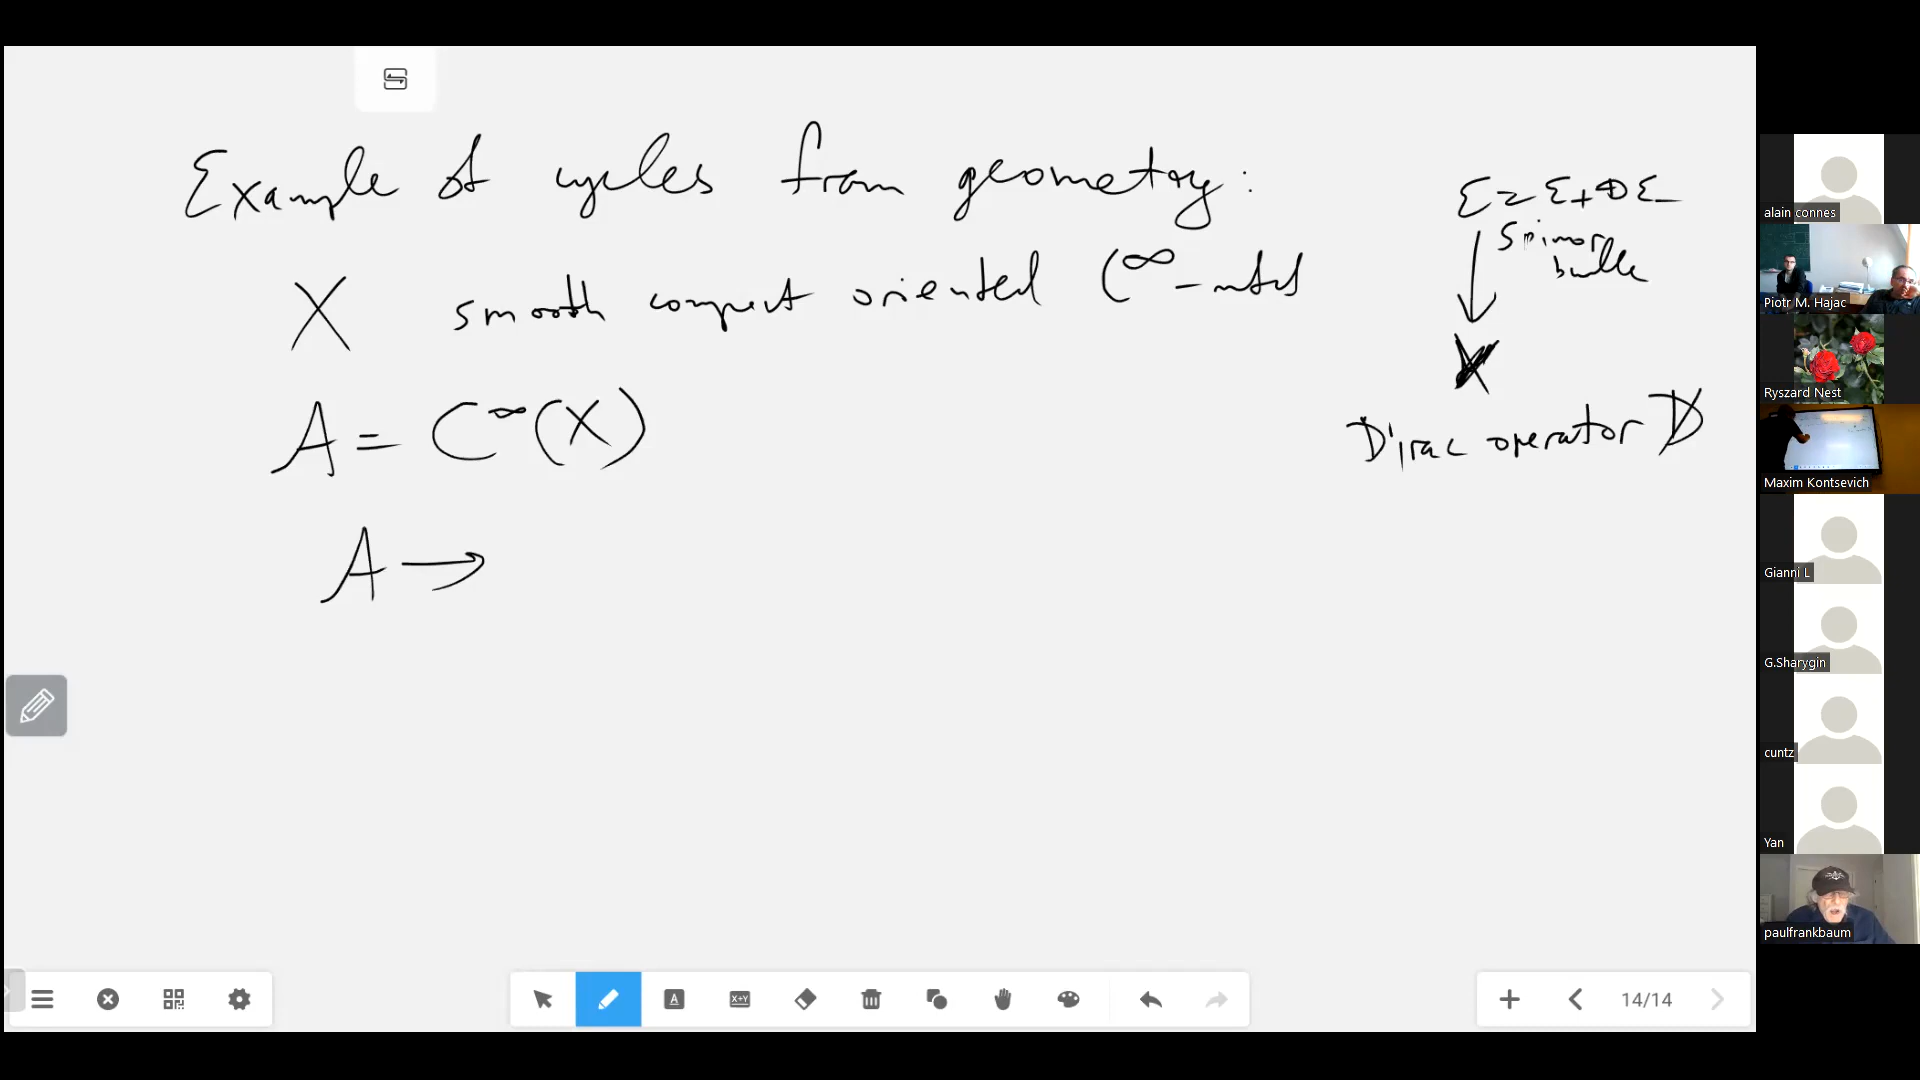 Example of cycles from geometry:
X smooth compact oriented C^∞-mfd
A = C^∞(X)
A →
E = E₊ ⊕ E₋
Spinor
bundle
↓
X
Dirac operator D̸
alain connes
Piotr M. Hajac
Ryszard Nest
Maxim Kontsevich
Gianni L
G.Sharygin
cuntz
Yan
paulfrankbaum
A
X+Y
14/14